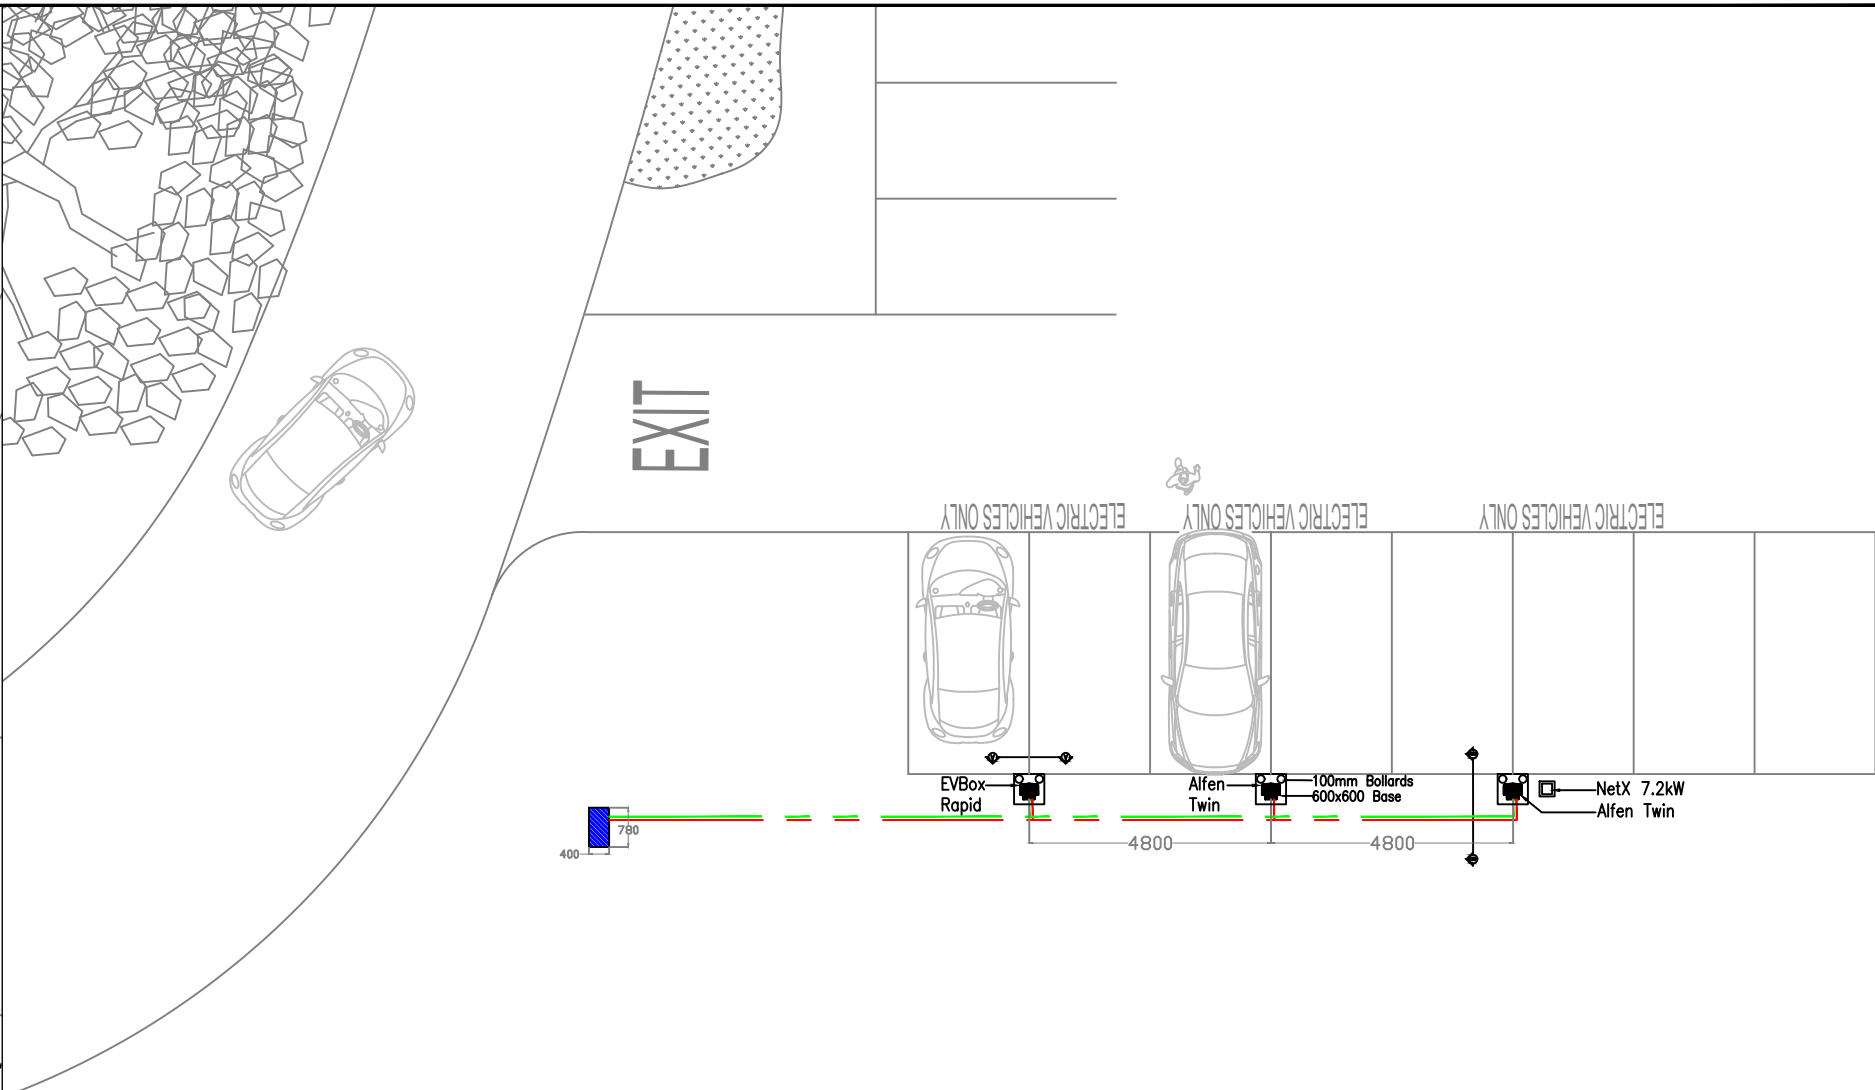 EXIT
ELECTRIC VEHICLES ONLY
ELECTRIC VEHICLES ONLY
ELECTRIC VEHICLES ONLY
EVBox
Rapid
Alfen
Twin
100mm Bollards
600x600 Base
NetX 7.2kW
Alfen Twin
780
400
4800
4800